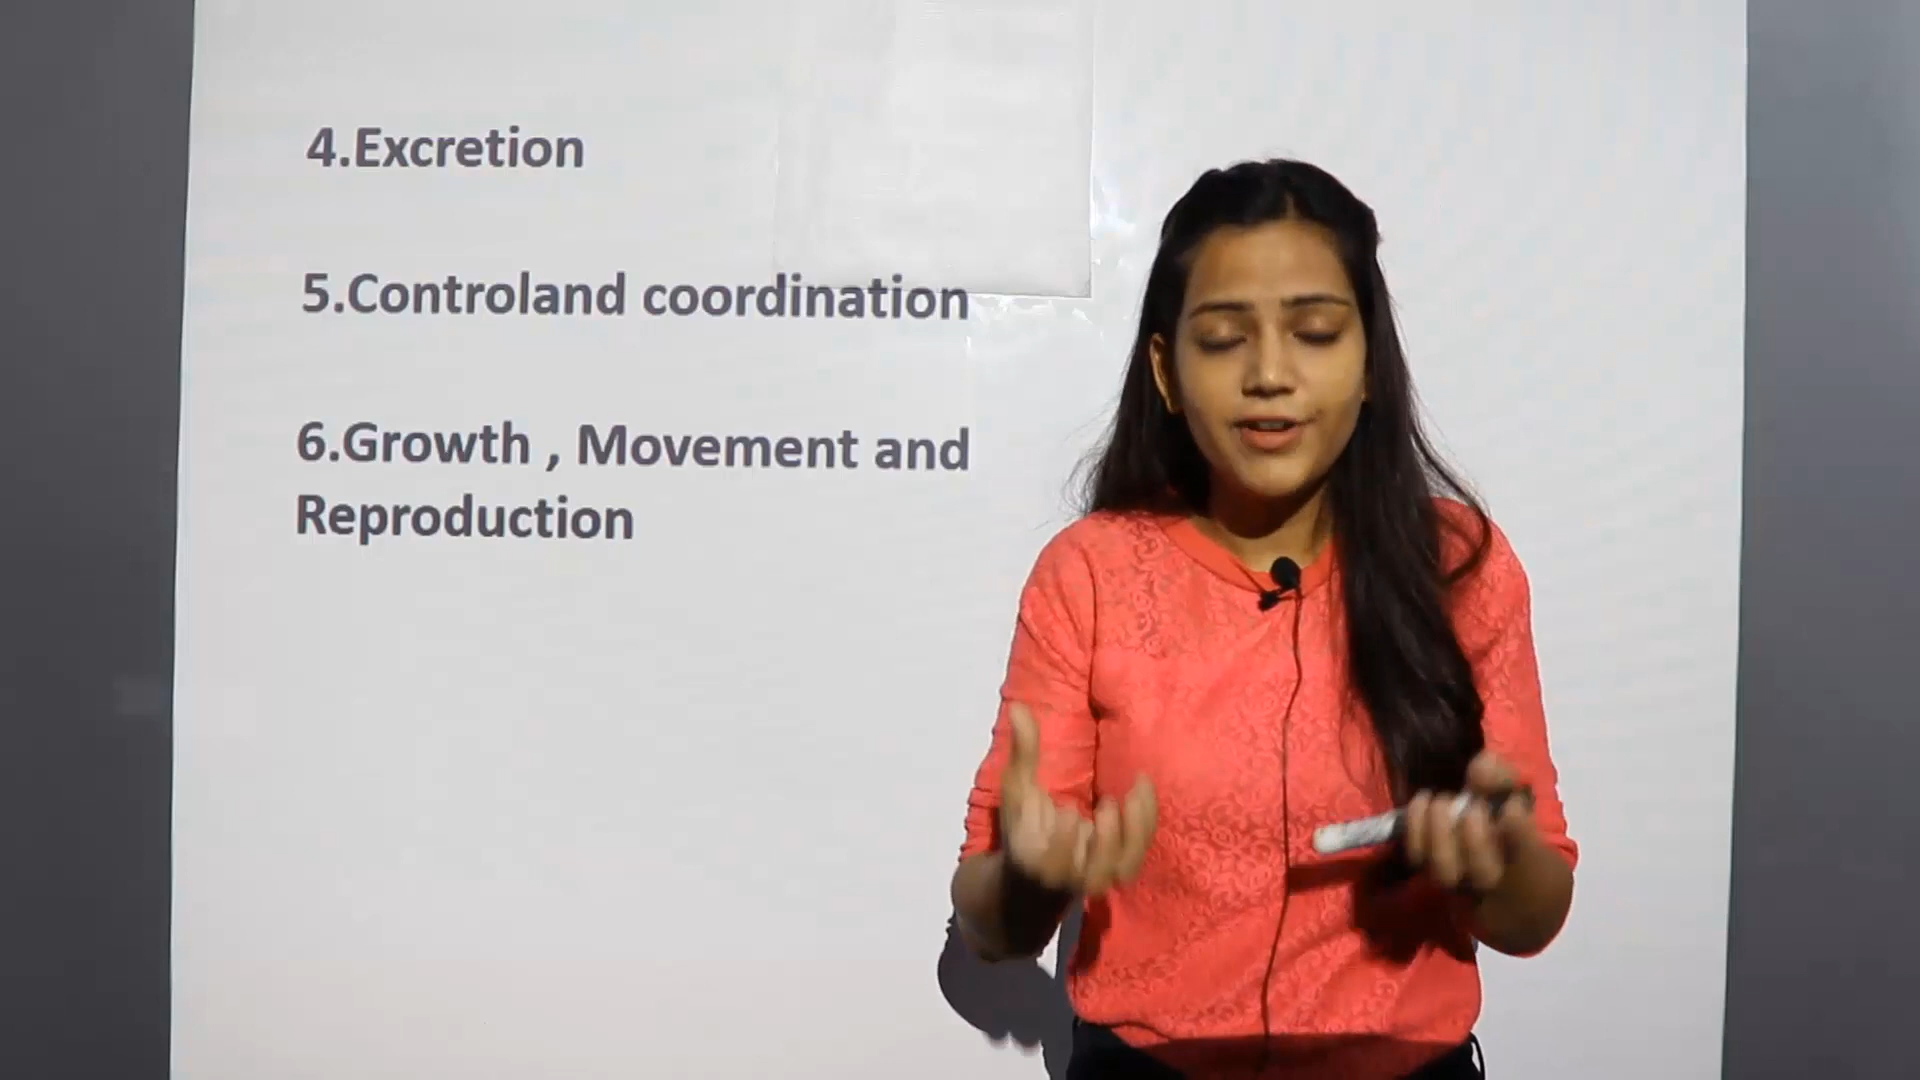 4.Excretion
5.Controland coordination
6.Growth , Movement and
Reproduction